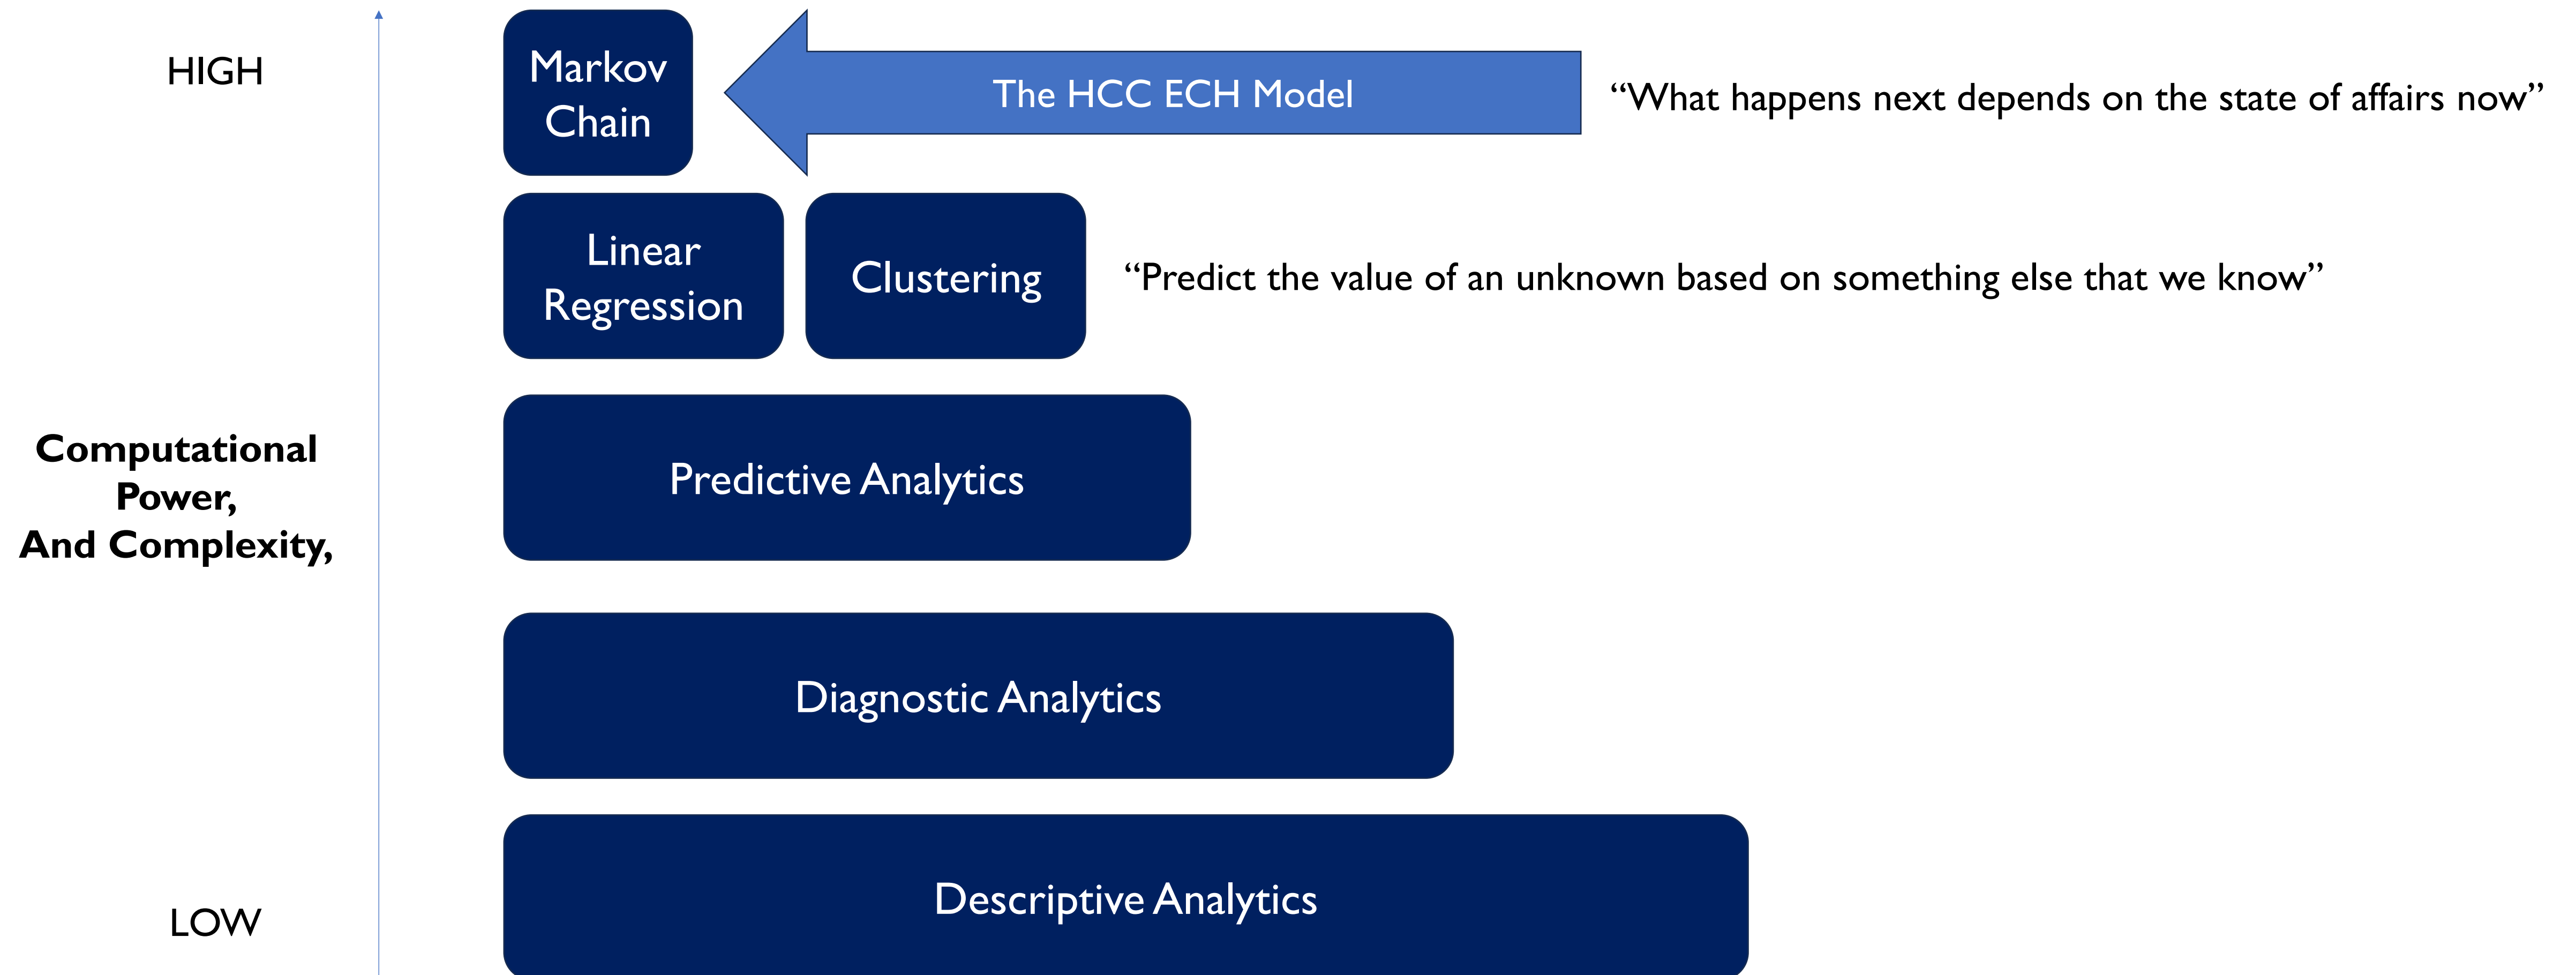 HIGH
Markov
Chain
The HCC ECH Model
“What happens next depends on the state of affairs now”
Linear
Regression
Clustering
“Predict the value of an unknown based on something else that we know”
Computational
Power,
And Complexity,
Predictive Analytics
Diagnostic Analytics
Descriptive Analytics
LOW